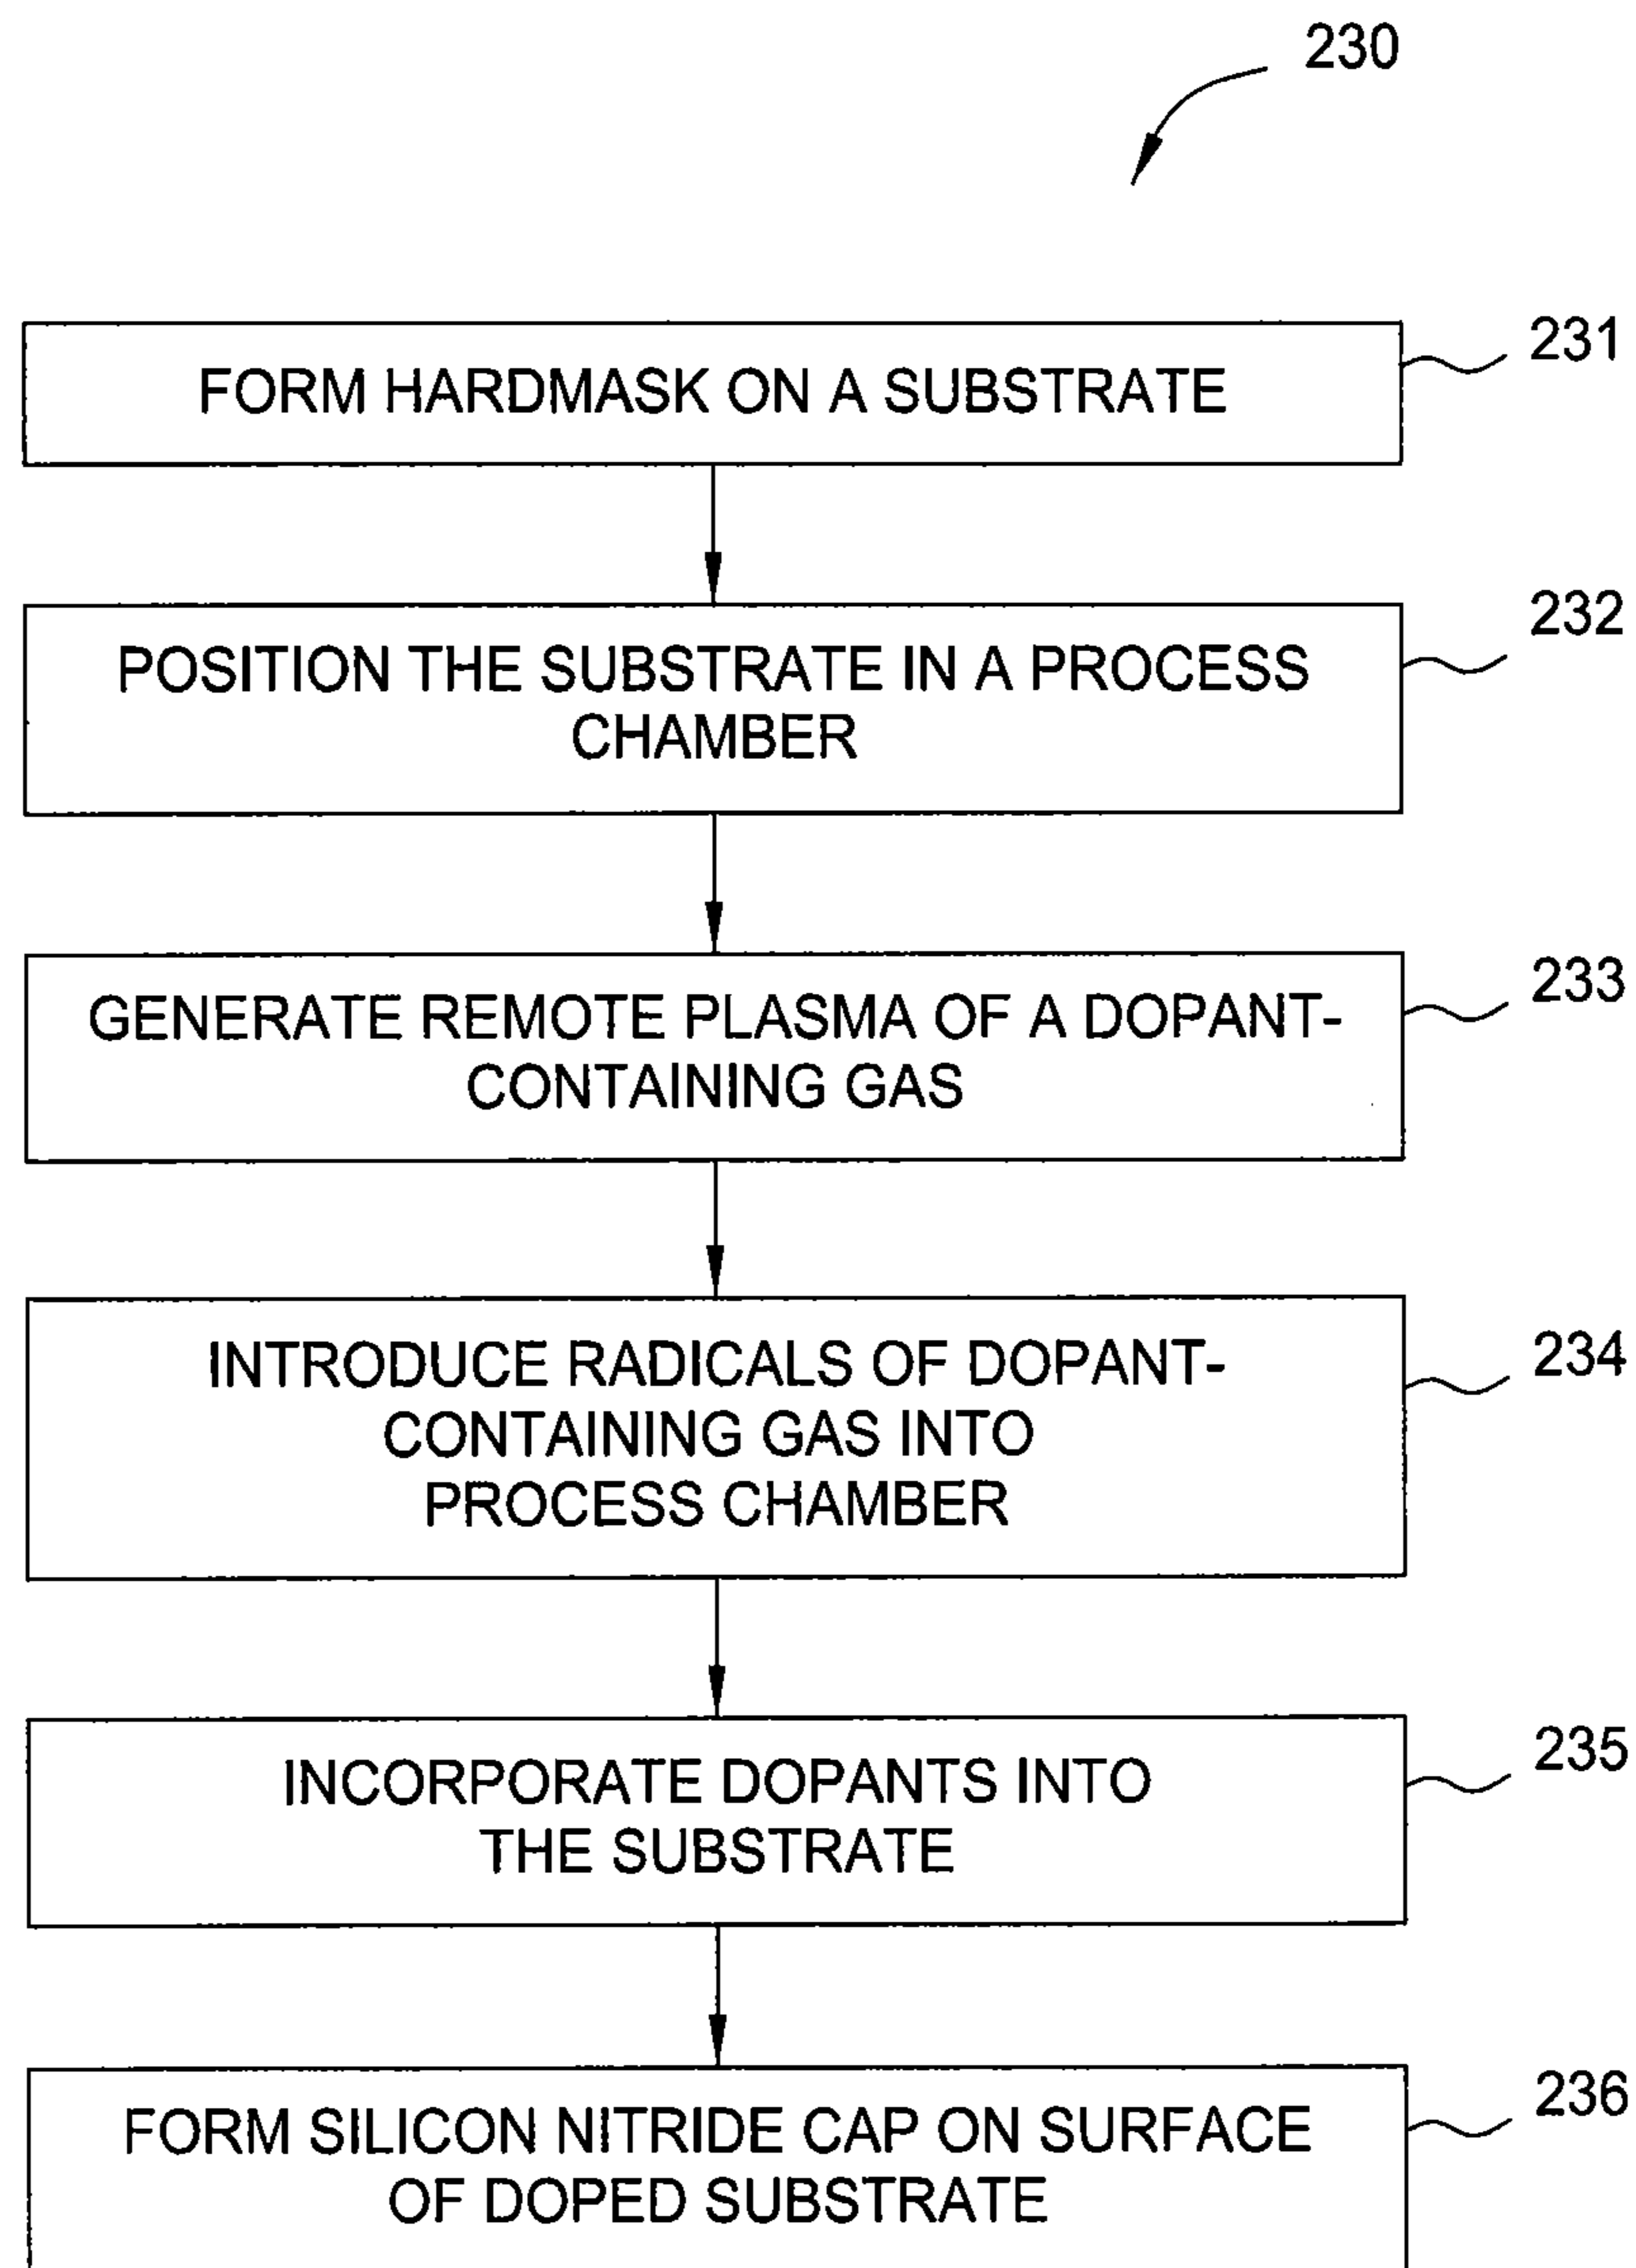 230
FORM HARDMASK ON A SUBSTRATE
231
POSITION THE SUBSTRATE IN A PROCESS
CHAMBER
232
GENERATE REMOTE PLASMA OF A DOPANT-
CONTAINING GAS
233
INTRODUCE RADICALS OF DOPANT-
CONTAINING GAS INTO
PROCESS CHAMBER
234
INCORPORATE DOPANTS INTO
THE SUBSTRATE
235
FORM SILICON NITRIDE CAP ON SURFACE
OF DOPED SUBSTRATE
236